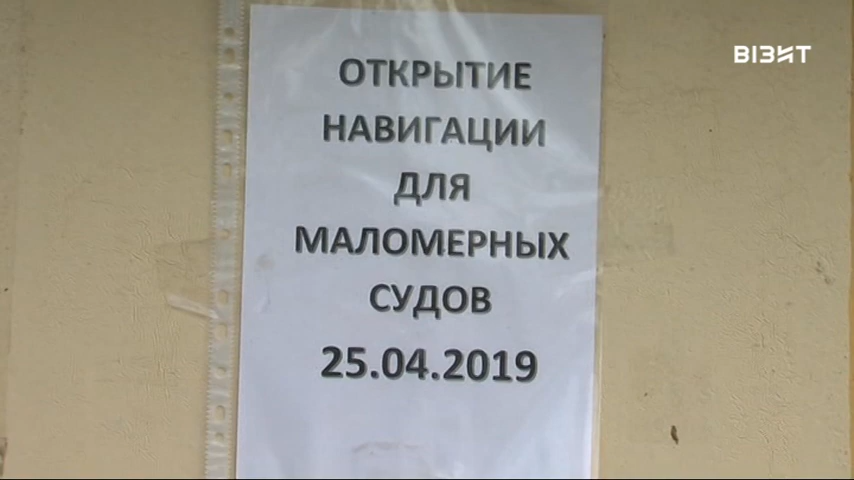 ВІЗИТ
ОТКРЫТИЕ
НАВИГАЦИИ
ДЛЯ
МАЛОМЕРНЫХ
СУДОВ
25.04.2019